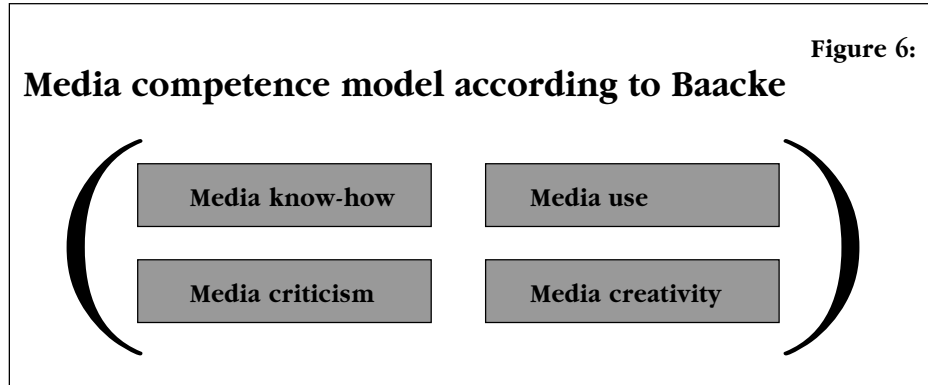 Figure 6:
Media competence model according to Baacke
Media know-how
Media use
Media criticism
Media creativity